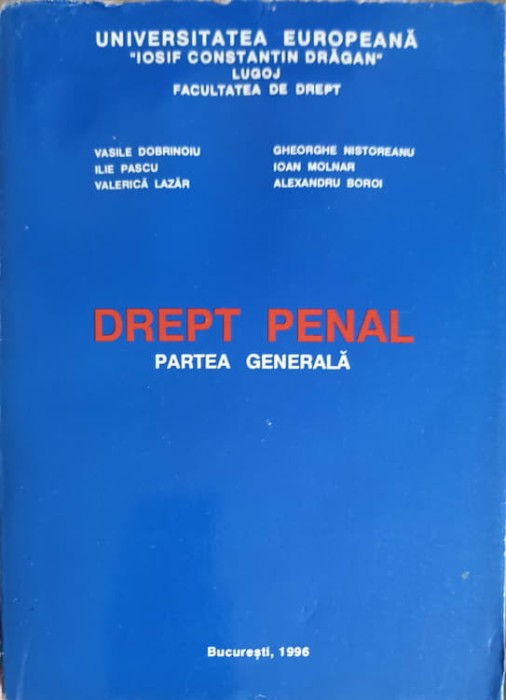 UNIVERSITATEA EUROPEANĂ
"IOSIF CONSTANTIN DRĂGAN"
LUGOJ
FACULTATEA DE DREPT
VASILE DOBRINOIU
ILIE PASCU
VALERICĂ LAZĂR
GHEORGHE NISTOREANU
IOAN MOLNAR
ALEXANDRU BOROI
DREPT PENAL
PARTEA GENERALĂ
București, 1996